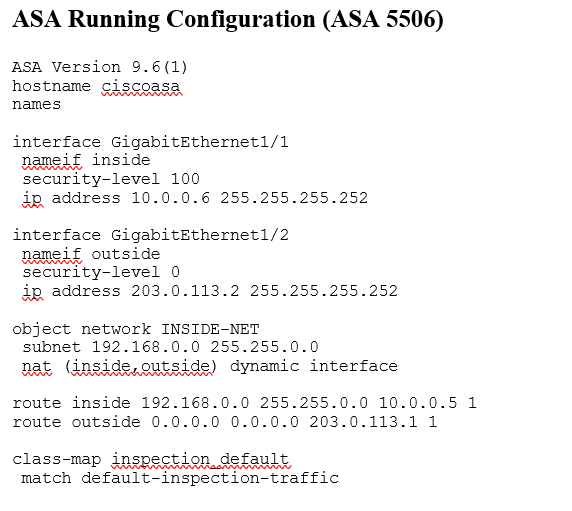 ASA Running Configuration (ASA 5506)
ASA Version 9.6(1)
hostname ciscoasa
names
interface GigabitEthernet1/1
nameif inside
security-level 100
ip address 10.0.0.6 255.255.255.252
interface GigabitEthernet1/2
nameif outside
security-level 0
ip address 203.0.113.2 255.255.255.252
object network INSIDE-NET
subnet 192.168.0.0 255.255.0.0
nat (inside,outside) dynamic interface
route inside 192.168.0.0 255.255.0.0 10.0.0.5 1
route outside 0.0.0.0 0.0.0.0 203.0.113.1 1
class-map inspection_default
match default-inspection-traffic